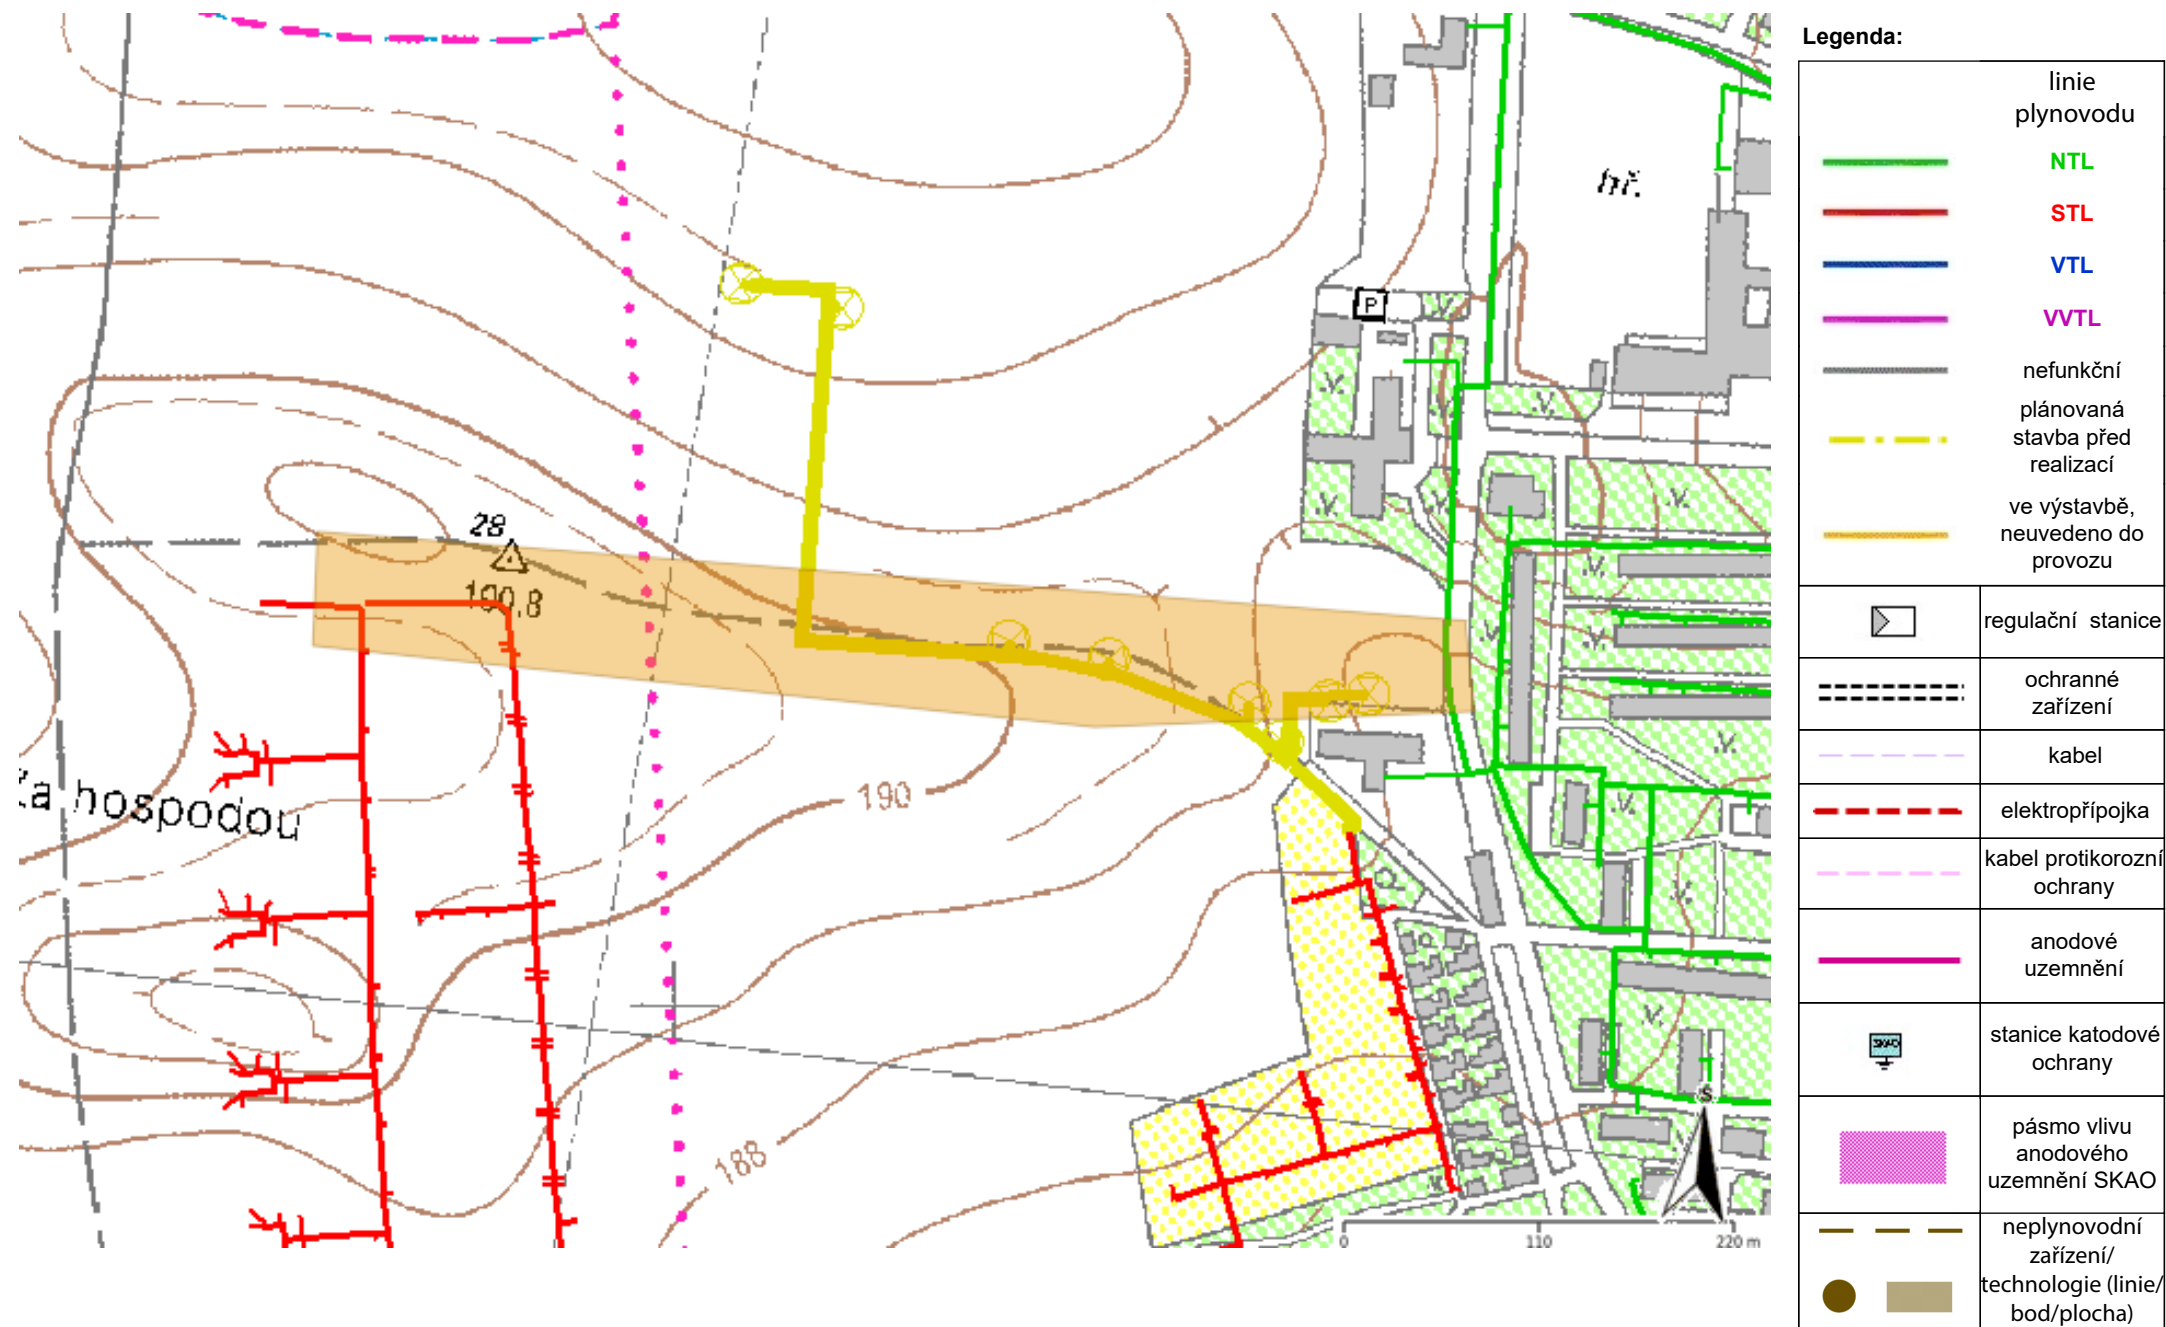 hř.
P
28
190,8
190
Za hospodou
188
S
0
110
220 m
Legenda:
linie
plynovodu
NTL
STL
VTL
VVTL
nefunkční
plánovaná
stavba před
realizací
ve výstavbě,
neuvedeno do
provozu
regulační stanice
ochranné
zařízení
kabel
elektropřípojka
kabel protikorozní
ochrany
anodové
uzemnění
SKAO
stanice katodové
ochrany
pásmo vlivu
anodového
uzemnění SKAO
neplynovodní
zařízení/
technologie (linie/
bod/plocha)